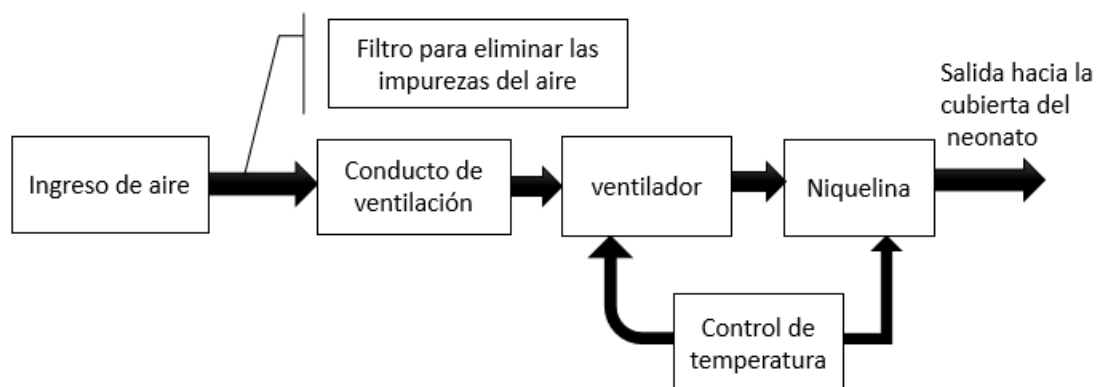 Filtro para eliminar las
impurezas del aire
Salida hacia la
cubierta del
neonato
Ingreso de aire
Conducto de
ventilación
ventilador
Niquelina
Control de
temperatura